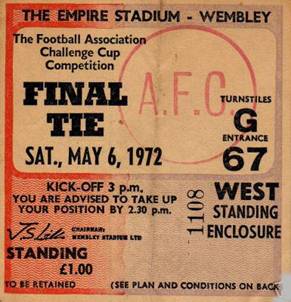 THE EMPIRE STADIUM - WEMBLEY
The Football Association
Challenge Cup
Competition
FINAL
TIE
SAT., MAY 6, 1972
A.F.C.
TURNSTILES
G
ENTRANCE
67
KICK-OFF 3 p.m.
YOU ARE ADVISED TO TAKE UP
YOUR POSITION BY 2.30 p.m.
CHAIRMAN:
WEMBLEY STADIUM LTD
STANDING
£1.00
TO BE RETAINED
1108
WEST
STANDING
ENCLOSURE
(SEE PLAN AND CONDITIONS ON BACK